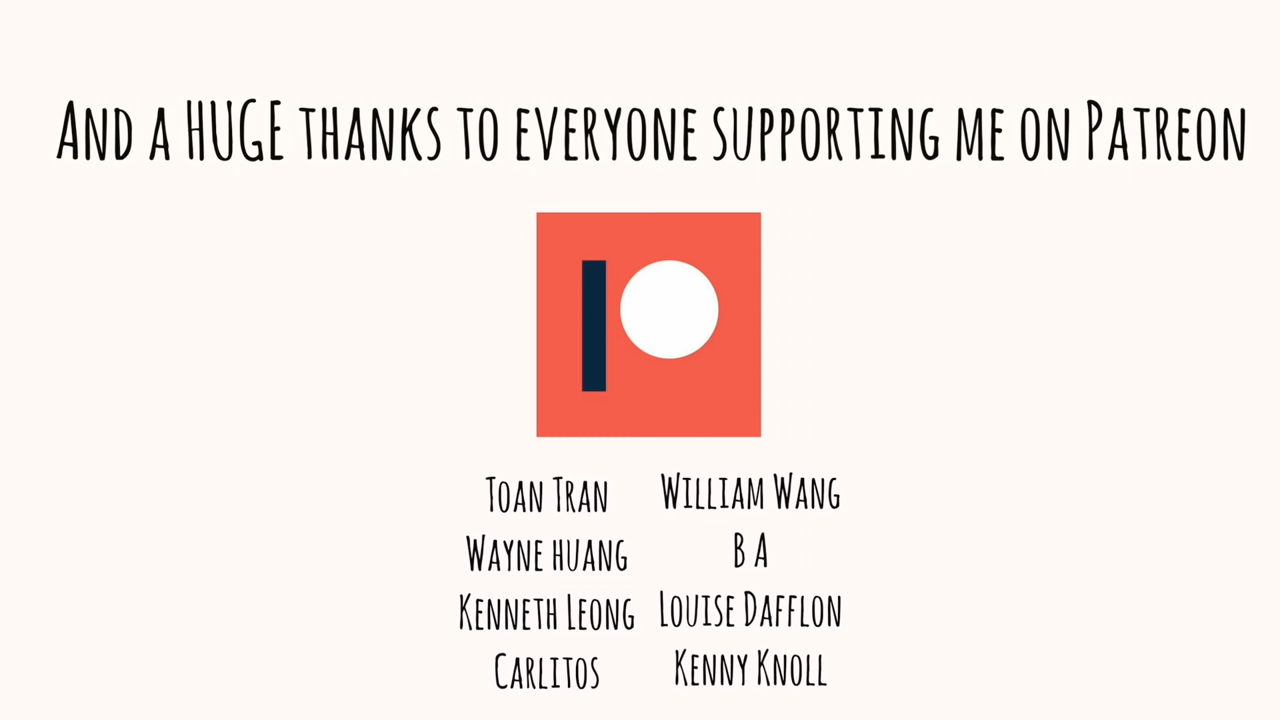 And a HUGE thanks to everyone supporting me on Patreon
Toan Tran
Wayne huang
Kenneth Leong
Carlitos
William Wang
B A
Louise Dafflon
Kenny Knoll